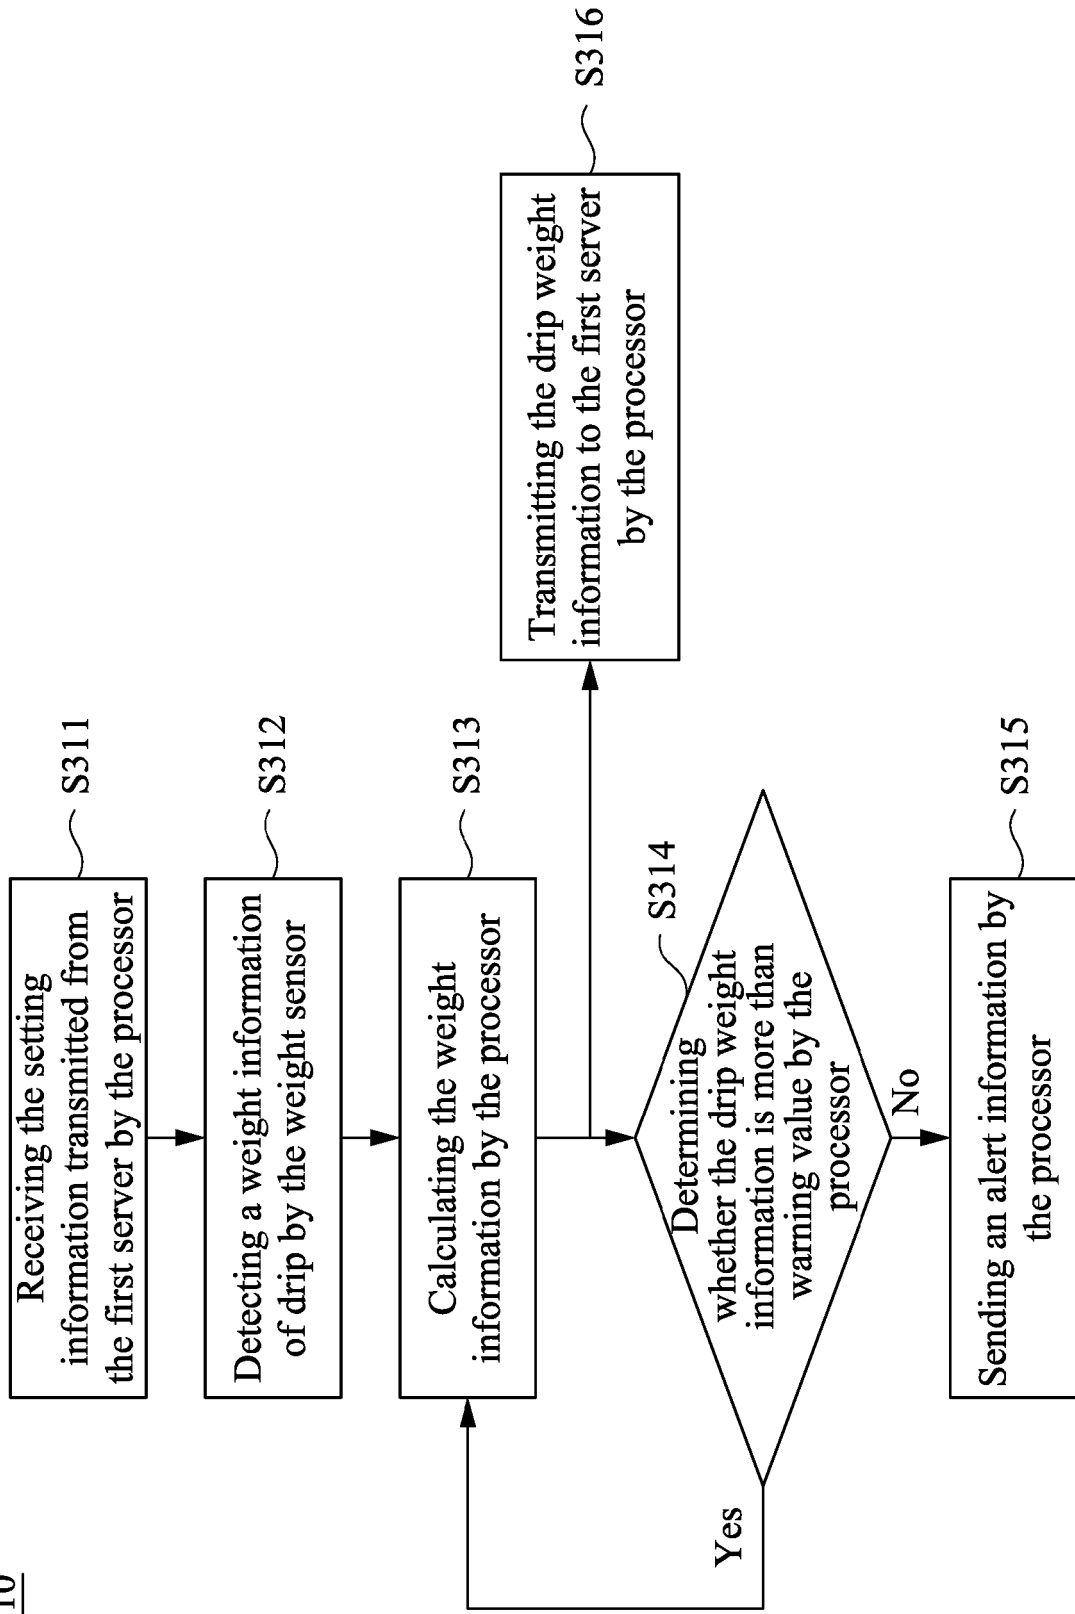 10
Receiving the setting
information transmitted from
the first server by the processor
S311
Detecting a weight information
of drip by the weight sensor
S312
Calculating the weight
information by the processor
S313
Transmitting the drip weight
information to the first server
by the processor
S316
Determining
whether the drip weight
information is more than
warning value by the
processor
S314
Yes
No
Sending an alert information by
the processor
S315